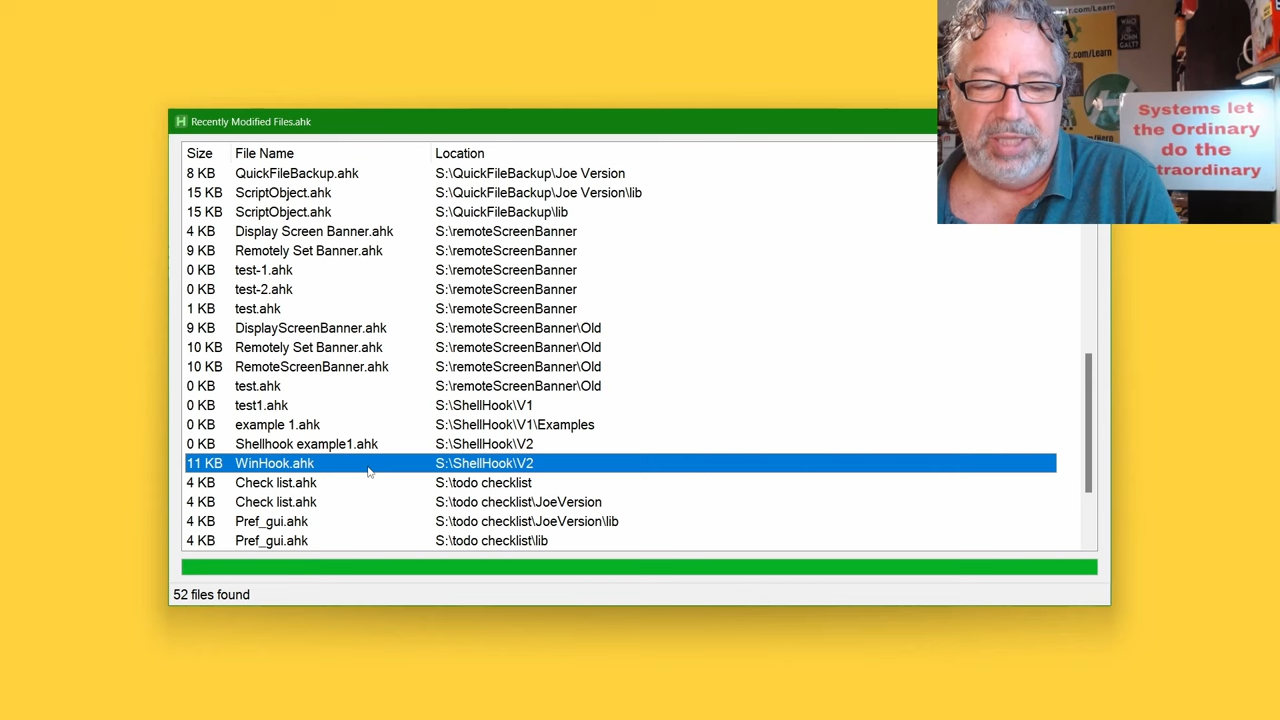 Recently Modified Files.ahk
Size File Name Location
8 KB QuickFileBackup.ahk S:\QuickFileBackup\Joe Version
15 KB ScriptObject.ahk S:\QuickFileBackup\Joe Version\lib
15 KB ScriptObject.ahk S:\QuickFileBackup\lib
4 KB Display Screen Banner.ahk S:\remoteScreenBanner
9 KB Remotely Set Banner.ahk S:\remoteScreenBanner
0 KB test-1.ahk S:\remoteScreenBanner
0 KB test-2.ahk S:\remoteScreenBanner
1 KB test.ahk S:\remoteScreenBanner
9 KB DisplayScreenBanner.ahk S:\remoteScreenBanner\Old
10 KB Remotely Set Banner.ahk S:\remoteScreenBanner\Old
10 KB RemoteScreenBanner.ahk S:\remoteScreenBanner\Old
0 KB test.ahk S:\remoteScreenBanner\Old
0 KB test1.ahk S:\ShellHook\V1
0 KB example 1.ahk S:\ShellHook\V1\Examples
0 KB Shellhook example1.ahk S:\ShellHook\V2
11 KB WinHook.ahk S:\ShellHook\V2
4 KB Check list.ahk S:\todo checklist
4 KB Check list.ahk S:\todo checklist\JoeVersion
4 KB Pref_gui.ahk S:\todo checklist\JoeVersion\lib
4 KB Pref_gui.ahk S:\todo checklist\lib
52 files found
.com/Learn
WHO
JOHN
GALT?
r.com/Learn
Systems let
the Ordinary
do the
traordinary